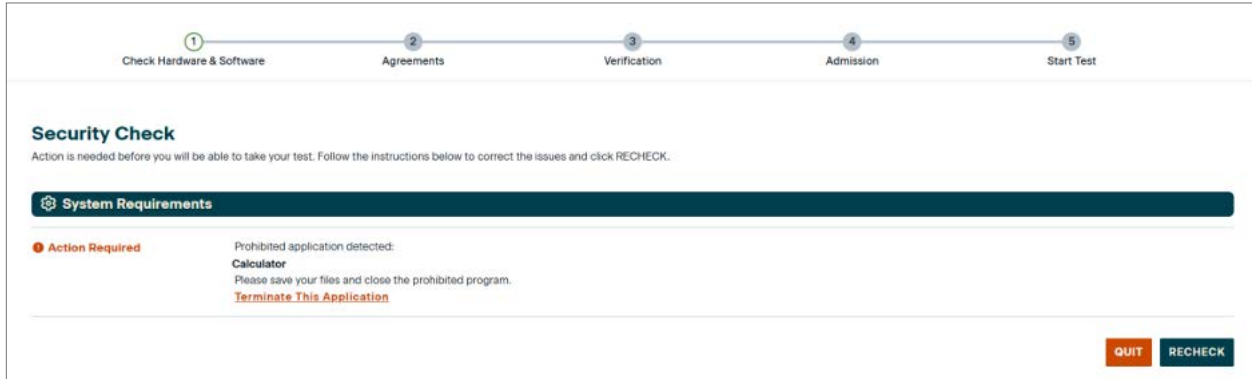 1 2 3 4 5
Check Hardware & Software Agreements Verification Admission Start Test
Security Check
Action is needed before you will be able to take your test. Follow the instructions below to correct the issues and click RECHECK.
System Requirements
Action Required Prohibited application detected:
Calculator
Please save your files and close the prohibited program.
Terminate This Application
QUIT RECHECK